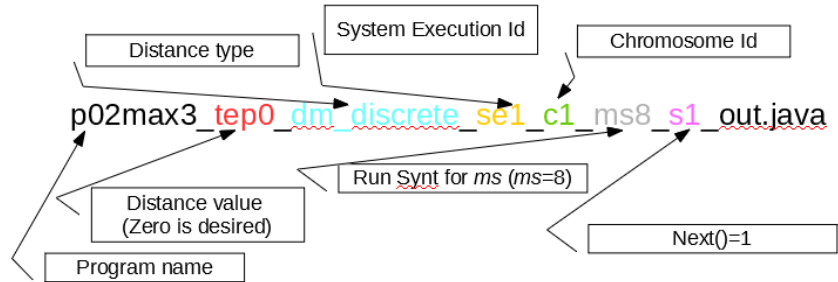 System Execution Id
Distance type
Chromosome Id
p02max3_tep0_dm_discrete_se1_c1_ms8_s1_out.java
Run Synt for ms (ms=8)
Distance value
(Zero is desired)
Next()=1
Program name